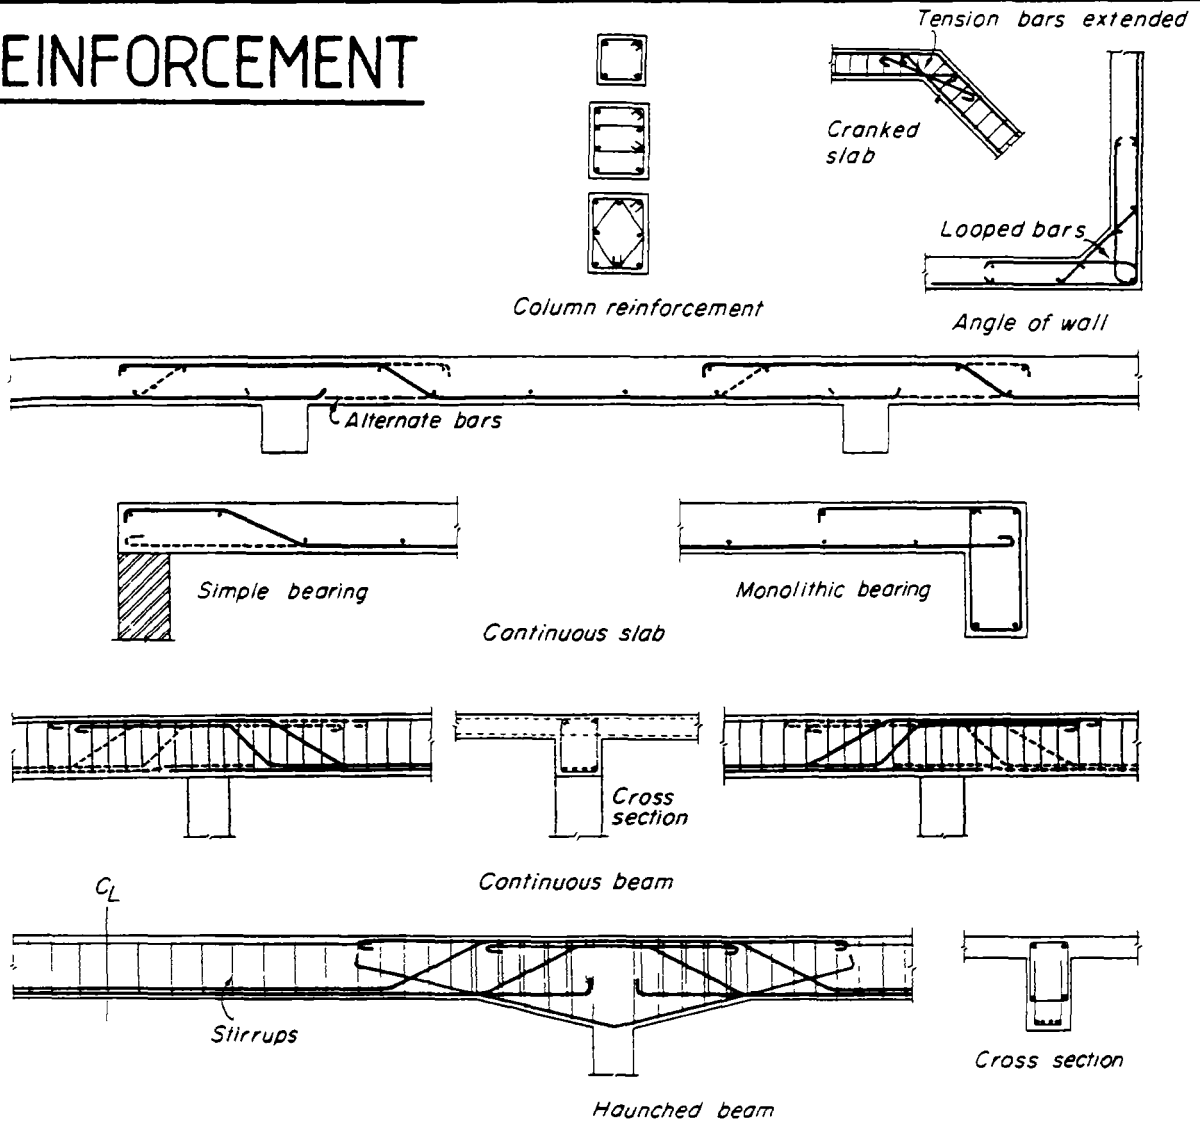 EINFORCEMENT
Tension bars extended
Cranked
slab
Looped bars
Column reinforcement
Angle of wall
Alternate bars
Simple bearing
Monolithic bearing
Continuous slab
Cross
section
Continuous beam
CL
Stirrups
Cross section
Haunched beam